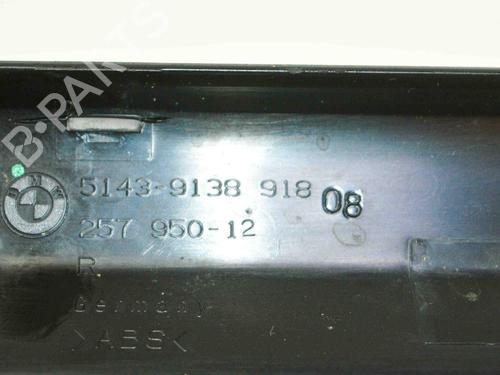 B-PARTS
BMW
5143-9138 918 08
257 950-12
R
Germany
>ABS<